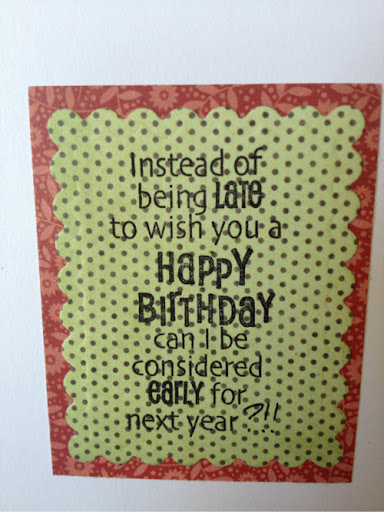 Instead of
being LATE
to wish you a
HAPPY
BIRTHDAY
can I be
considered
EARLY for
next year?!!